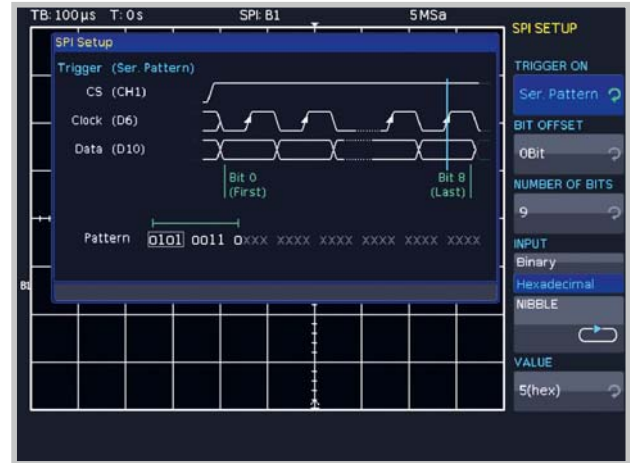 TB: 100µs T: 0s SPI: B1 5MSa
SPI SETUP
SPI Setup
Trigger (Ser. Pattern)
CS (CH1)
Clock (D6)
Data (D10)
Bit 0 Bit 8
(First) (Last)
Pattern 0101 0011 0xxx xxxx xxxx xxxx xxxx xxxx
B1
TRIGGER ON
Ser. Pattern
BIT OFFSET
0Bit
NUMBER OF BITS
9
INPUT
Binary
Hexadecimal
NIBBLE
VALUE
5(hex)